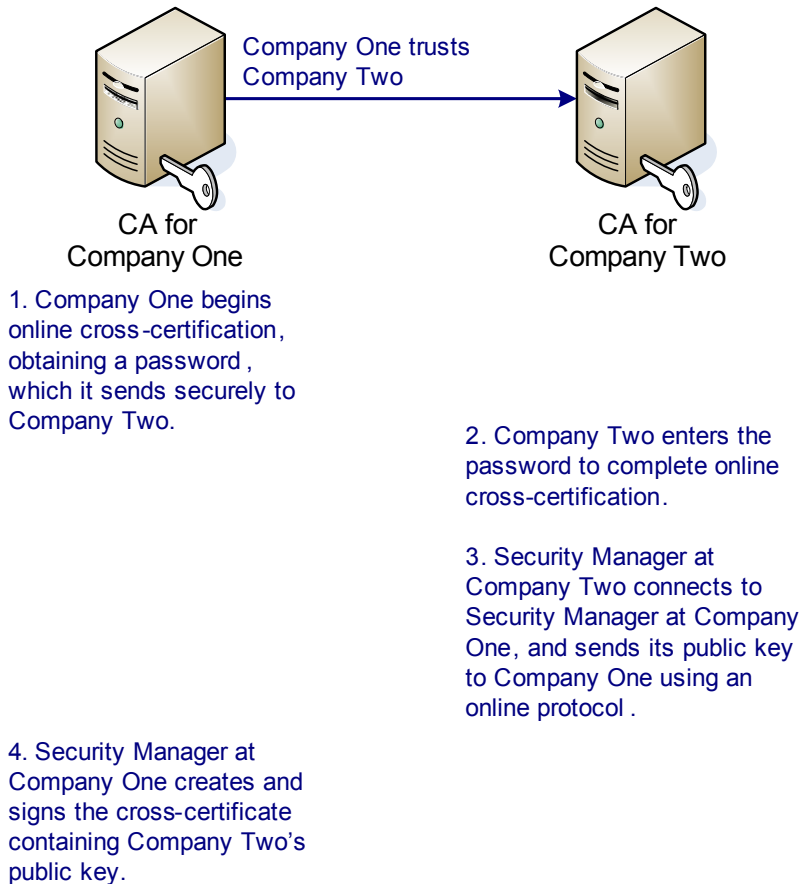 Company One trusts
Company Two
CA for
Company One
CA for
Company Two
1. Company One begins
online cross-certification,
obtaining a password ,
which it sends securely to
Company Two.
2. Company Two enters the
password to complete online
cross-certification.
3. Security Manager at
Company Two connects to
Security Manager at Company
One, and sends its public key
to Company One using an
online protocol .
4. Security Manager at
Company One creates and
signs the cross-certificate
containing Company Two’s
public key.